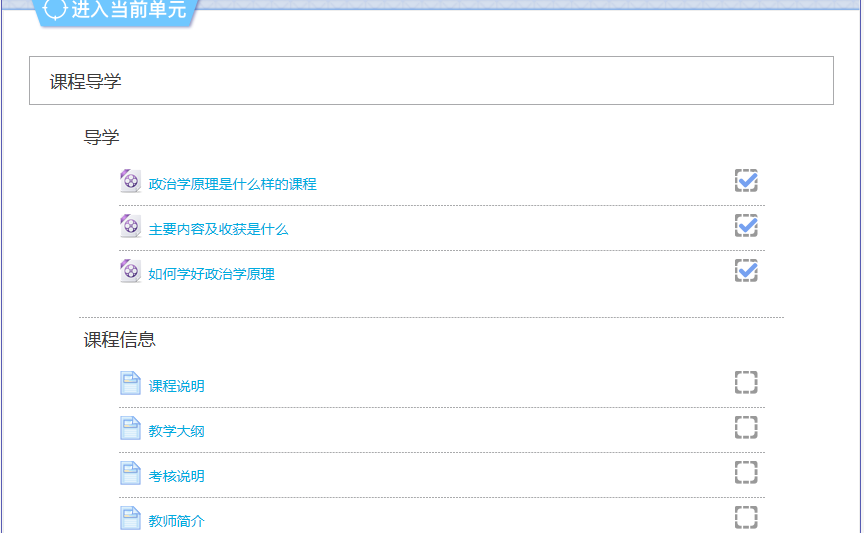 进入当前单元
课程导学
导学
政治学原理是什么样的课程
主要内容及收获是什么
如何学好政治学原理
课程信息
课程说明
教学大纲
考核说明
教师简介